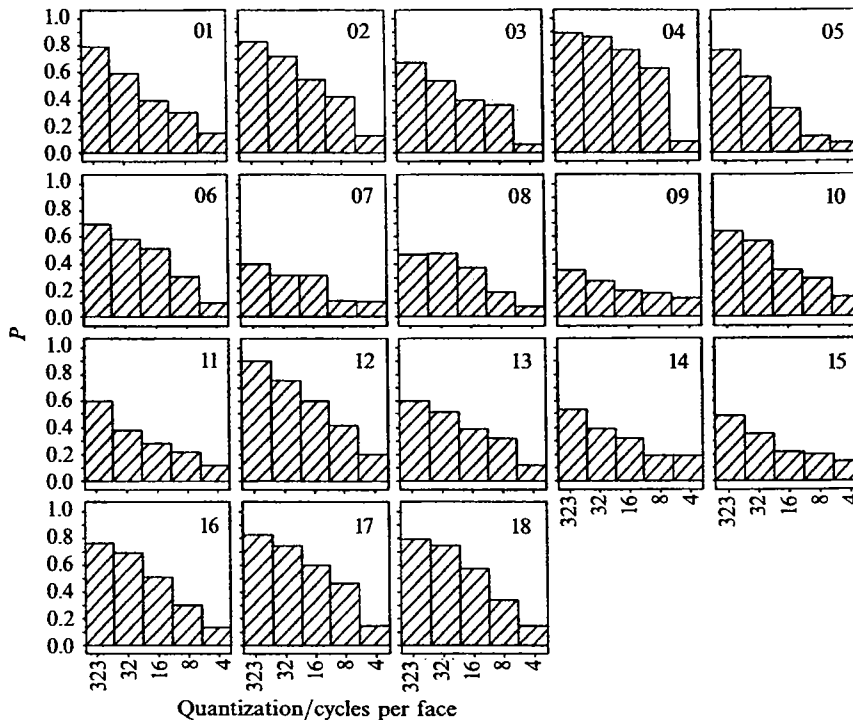 1.0 0.8 0.6 0.4 0.2 0.0 01 02 03 04 05
1.0 0.8 0.6 0.4 0.2 0.0 06 07 08 09 10
P
1.0 0.8 0.6 0.4 0.2 0.0 11 12 13 14 15
323 32 16 8 4 323 32 16 8 4
1.0 0.8 0.6 0.4 0.2 0.0 16 17 18
323 32 16 8 4 323 32 16 8 4 323 32 16 8 4
Quantization/cycles per face